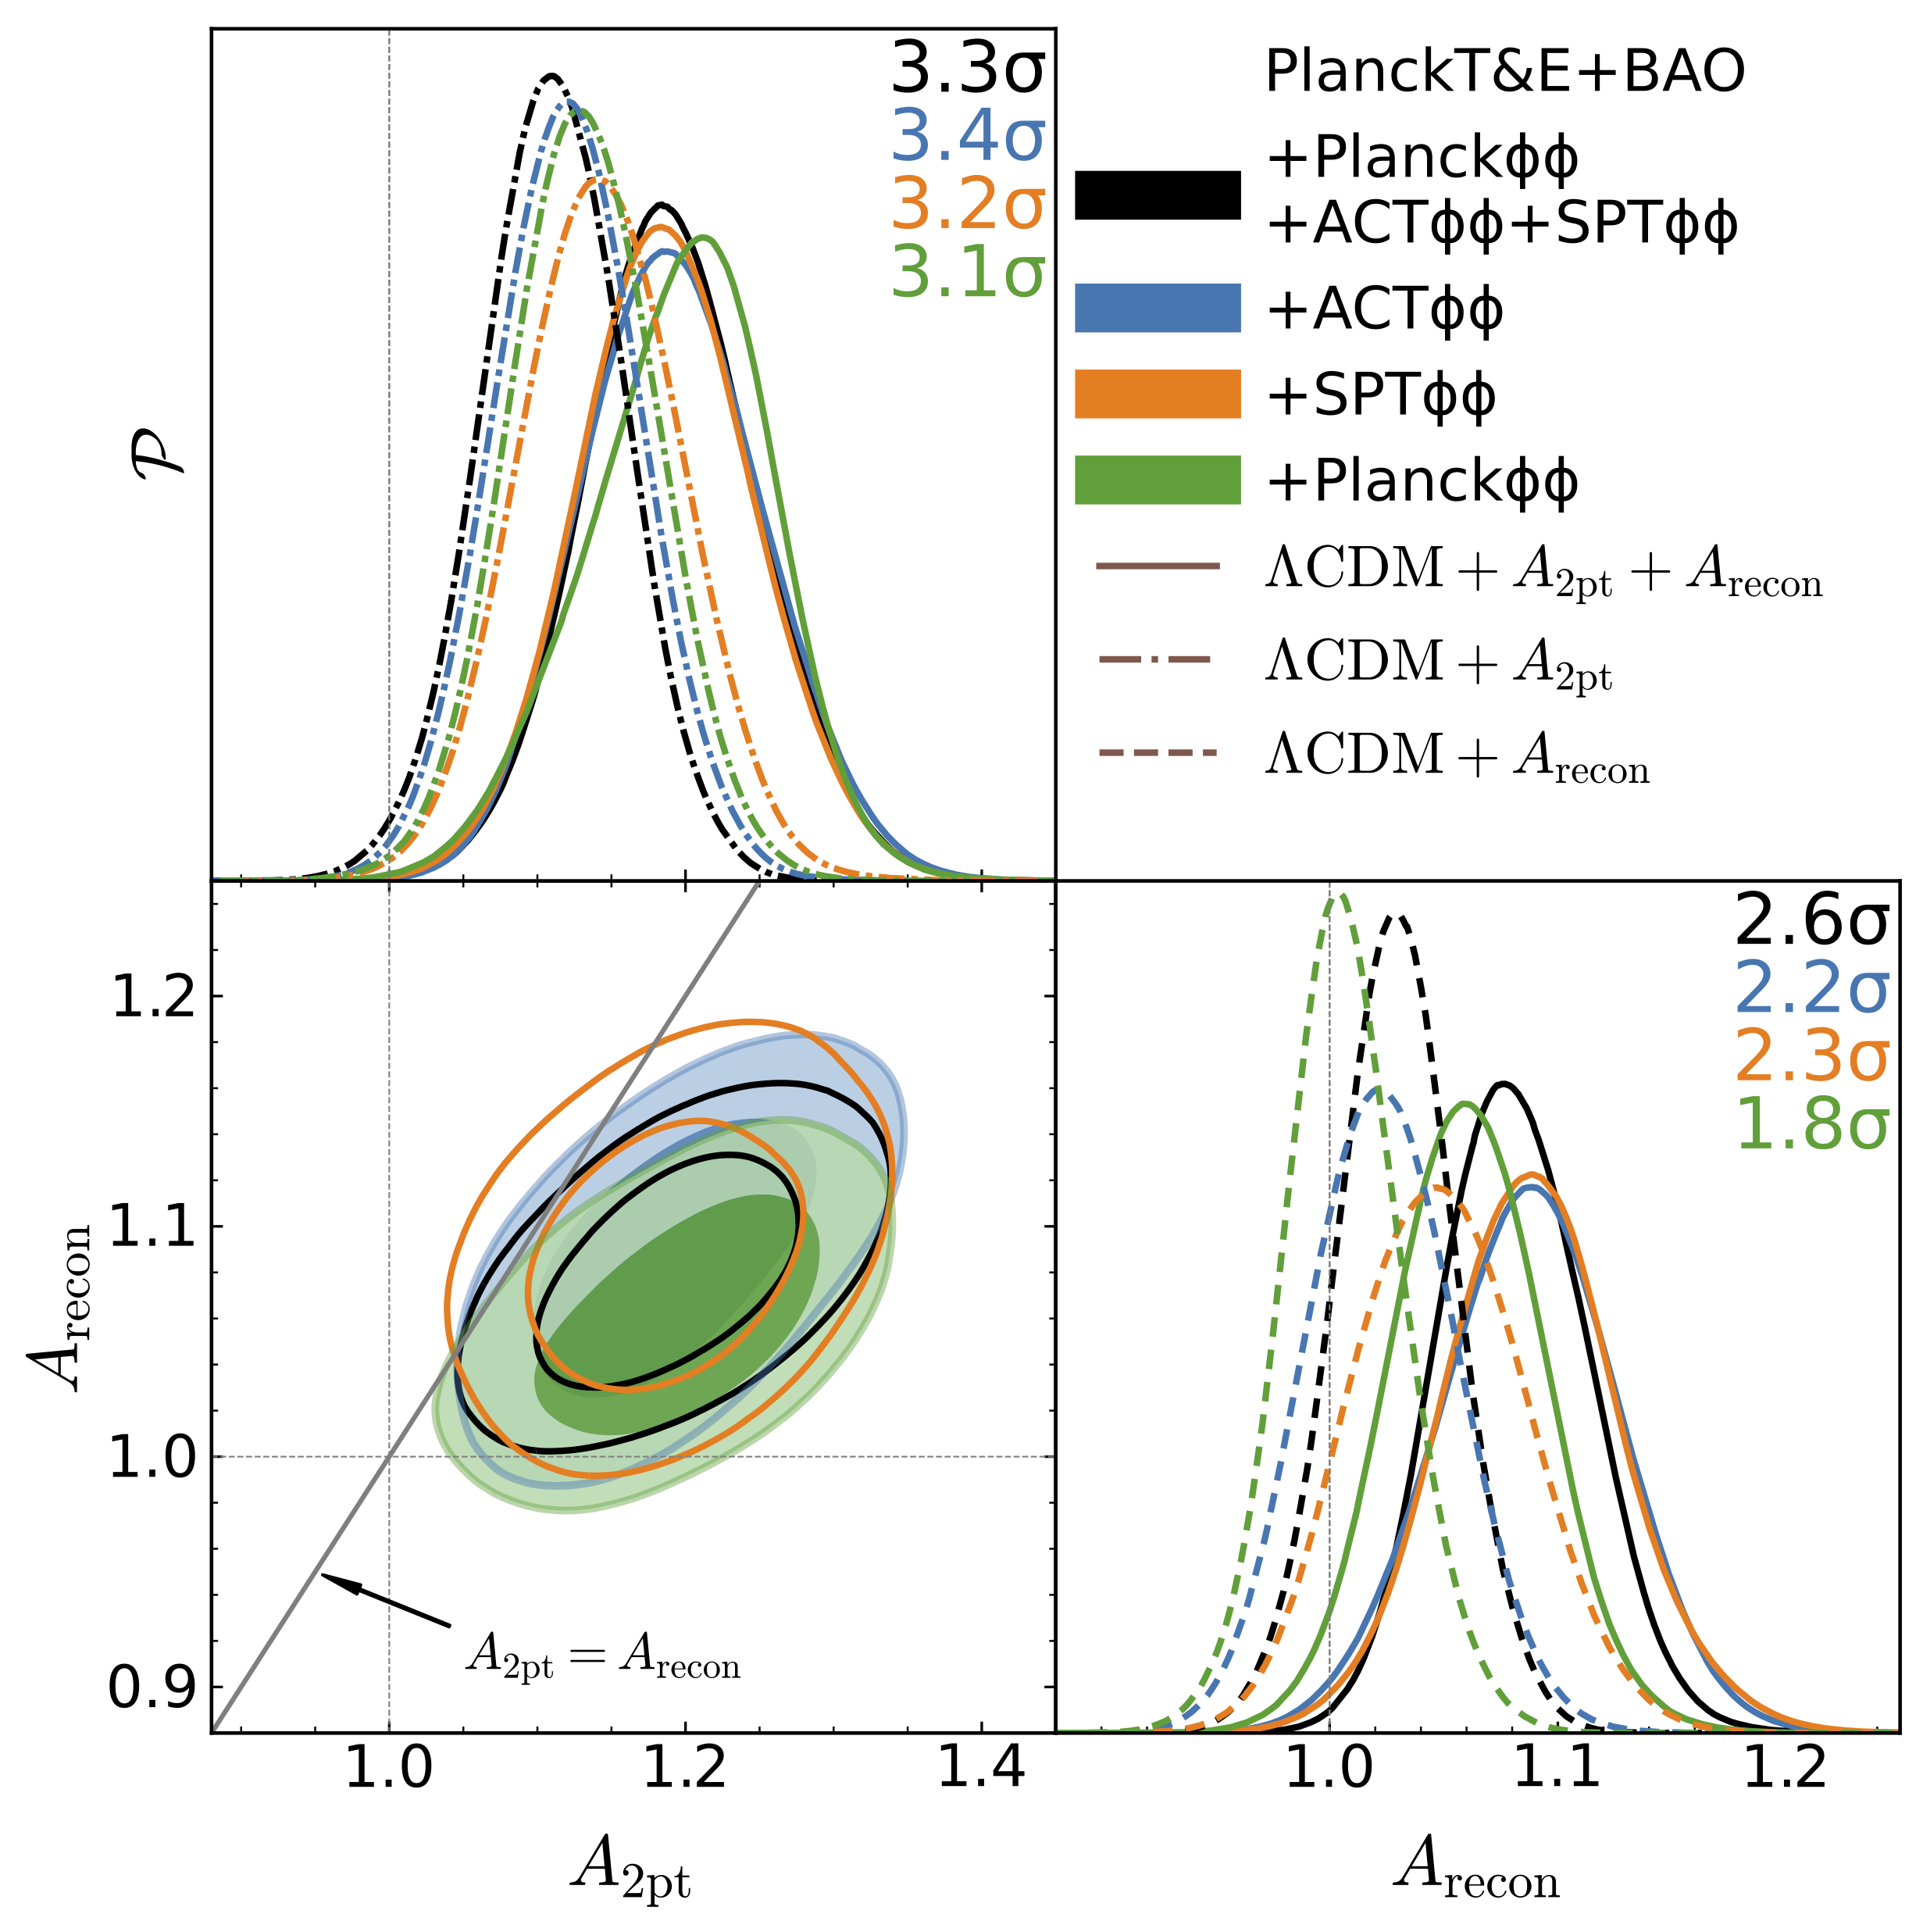 3.3σ
3.4σ
3.2σ
3.1σ
𝒫
PlanckT&E+BAO
+Planckϕϕ
+ACTϕϕ+SPTϕϕ
+ACTϕϕ
+SPTϕϕ
+Planckϕϕ
ΛCDM + A2pt + Arecon
ΛCDM + A2pt
ΛCDM + Arecon
1.2
1.1
1.0
0.9
Arecon
A2pt = Arecon
1.0 1.2 1.4
A2pt
2.6σ
2.2σ
2.3σ
1.8σ
1.0 1.1 1.2
Arecon